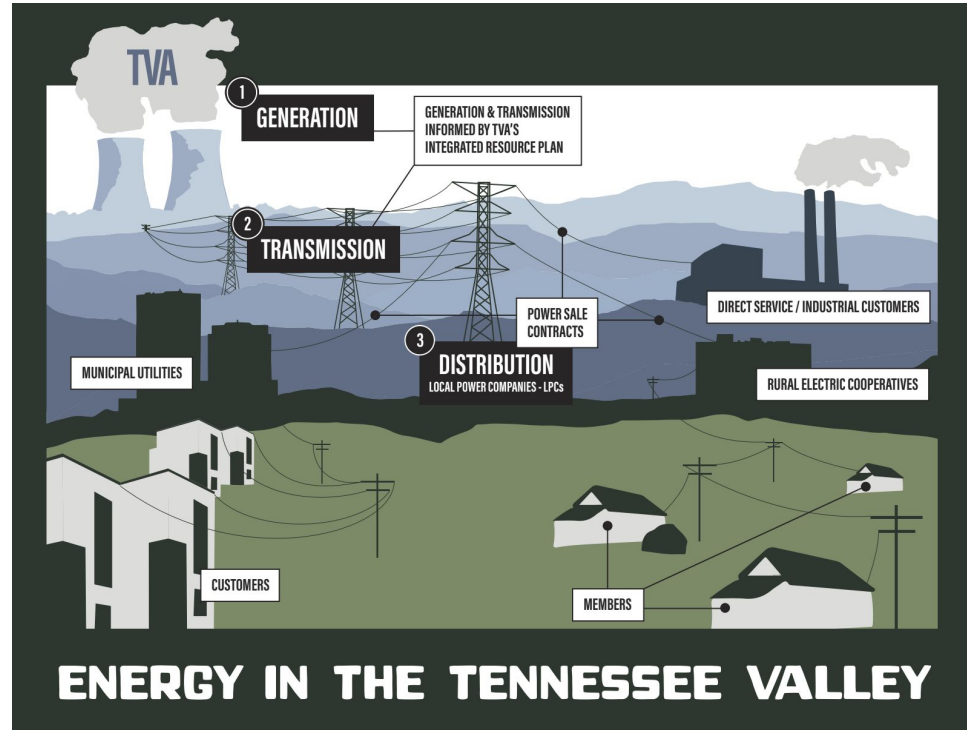 TVA
1
GENERATION
GENERATION & TRANSMISSION
INFORMED BY TVA'S
INTEGRATED RESOURCE PLAN
2
TRANSMISSION
DIRECT SERVICE / INDUSTRIAL CUSTOMERS
POWER SALE
CONTRACTS
3
DISTRIBUTION
LOCAL POWER COMPANIES - LPCs
MUNICIPAL UTILITIES
RURAL ELECTRIC COOPERATIVES
CUSTOMERS
MEMBERS
ENERGY IN THE TENNESSEE VALLEY